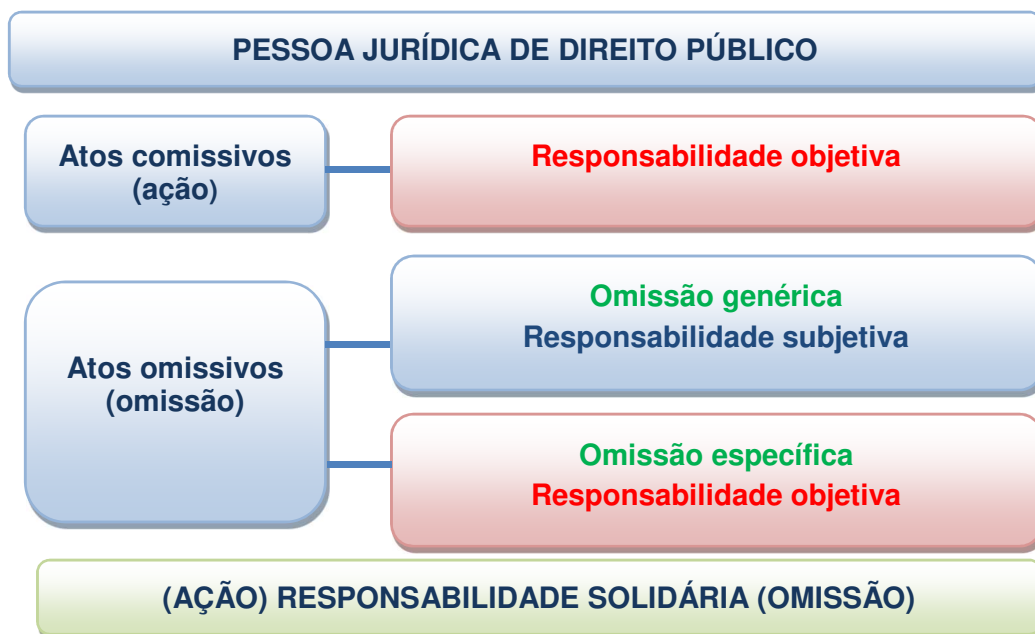 PESSOA JURÍDICA DE DIREITO PÚBLICO
Atos comissivos
(ação)
Responsabilidade objetiva
Omissão genérica
Responsabilidade subjetiva
Atos omissivos
(omissão)
Omissão específica
Responsabilidade objetiva
(AÇÃO) RESPONSABILIDADE SOLIDÁRIA (OMISSÃO)